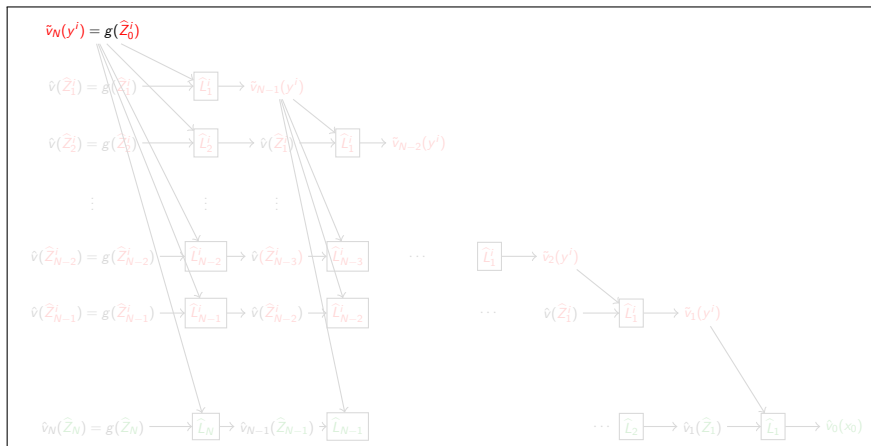 ṽ_N(y^i) = g(Ẑ_0^i)
v̂(Ẑ_1^i) = g(Ẑ_1^i) L̂_1^i ṽ_{N−1}(y^i)
v̂(Ẑ_2^i) = g(Ẑ_2^i) L̂_2^i v̂(Ẑ_1^i) L̂_1^i ṽ_{N−2}(y^i)
⋮ ⋮ ⋮
v̂(Ẑ_{N−2}^i) = g(Ẑ_{N−2}^i) L̂_{N−2}^i v̂(Ẑ_{N−3}^i) L̂_{N−3}^i ⋯ L̂_1^i ṽ_2(y^i)
v̂(Ẑ_{N−1}^i) = g(Ẑ_{N−1}^i) L̂_{N−1}^i v̂(Ẑ_{N−2}^i) L̂_{N−2}^i ⋯ v̂(Ẑ_1^i) L̂_1^i ṽ_1(y^i)
v̂_N(Ẑ_N) = g(Ẑ_N) L̂_N v̂_{N−1}(Ẑ_{N−1}) L̂_{N−1} ⋯ L̂_2 v̂_1(Ẑ_1) L̂_1 v̂_0(x_0)